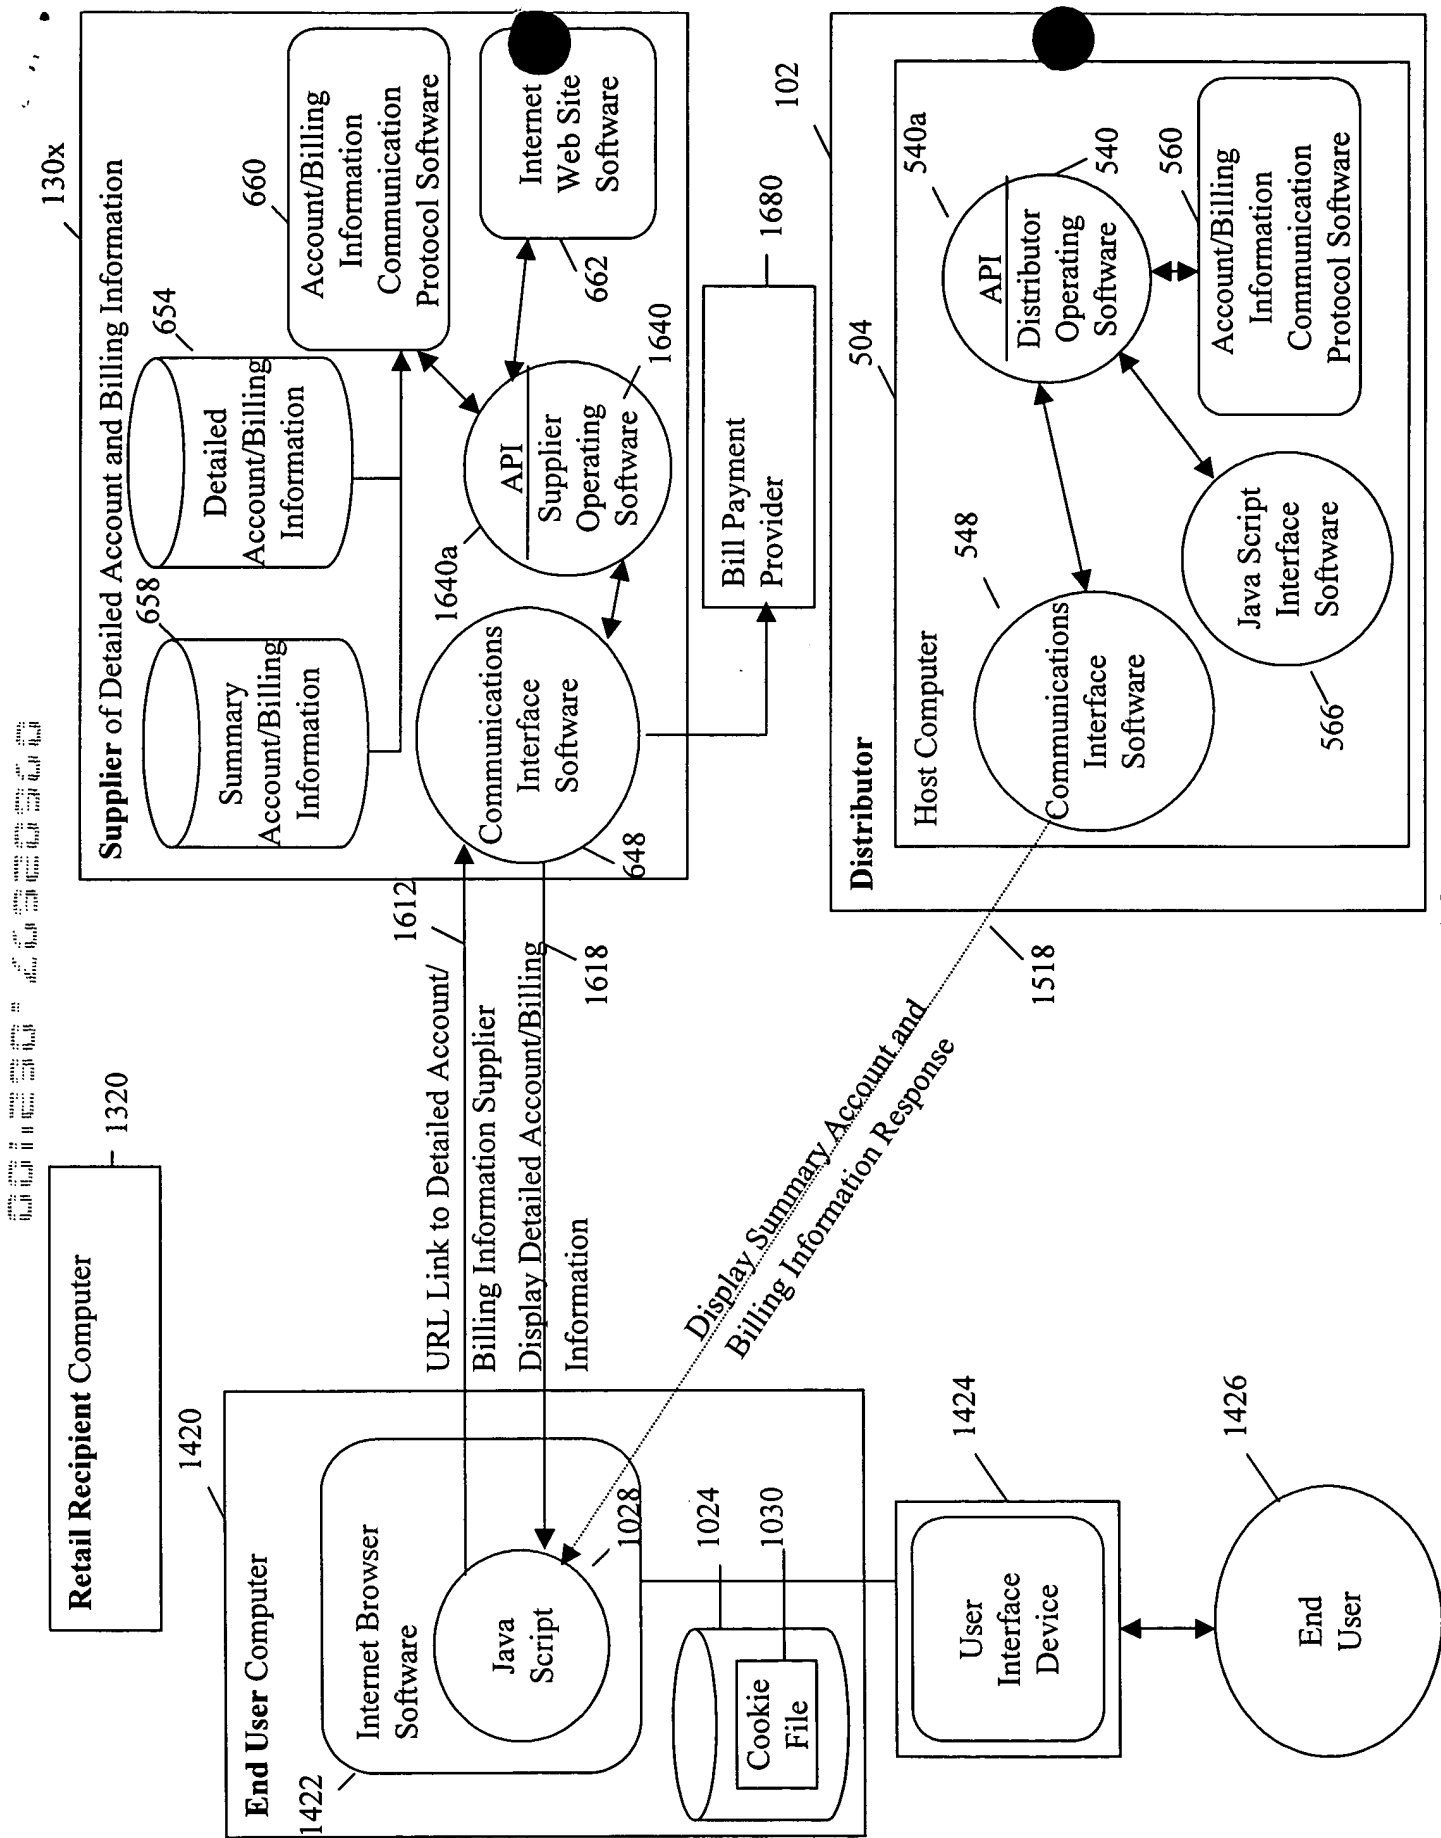 Retail Recipient Computer
1320
End User Computer
1420
Internet Browser
Software
1422
Java
Script
1028
1024
1030
Cookie
File
User
Interface
Device
1424
End
User
1426
URL Link to Detailed Account/
Billing Information Supplier
1612
Display Detailed Account/Billing
Information
1618
Display Summary Account and
Billing Information Response
1518
Supplier of Detailed Account and Billing Information
130x
Summary
Account/Billing
Information
658
Detailed
Account/Billing
Information
654
Account/Billing
Information
Communication
Protocol Software
660
Internet
Web Site
Software
662
Communications
Interface
Software
648
API
Supplier
Operating
Software
1640a
1640
Bill Payment
Provider
1680
Distributor
102
Host Computer
504
Communications
Interface
Software
548
API
Distributor
Operating
Software
540a
540
Java Script
Interface
Software
566
Account/Billing
Information
Communication
Protocol Software
560